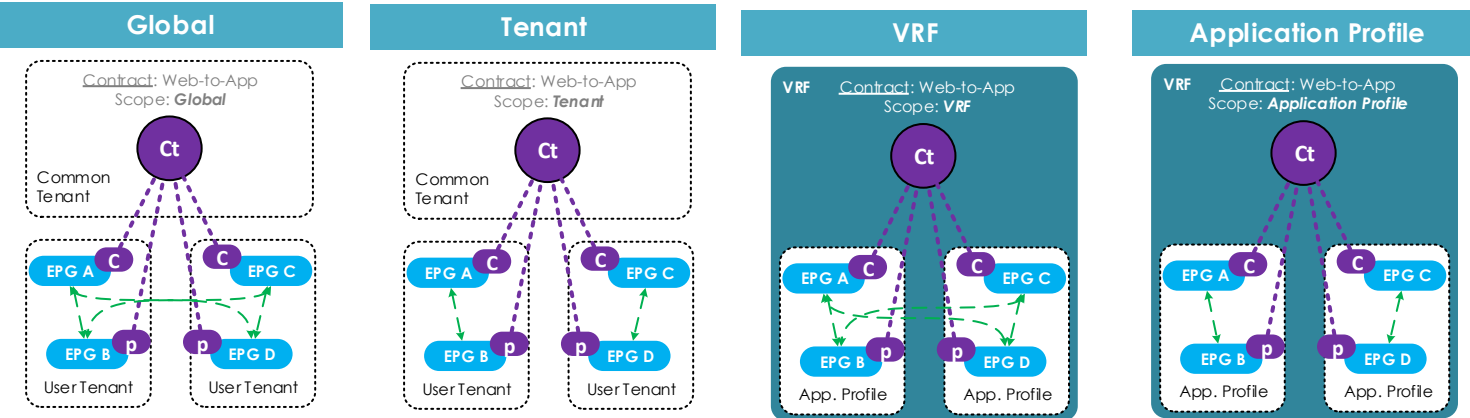 Global
Contract: Web-to-App
Scope: Global
Ct
Common
Tenant
EPG A
C
C
EPG C
EPG B
p
p
EPG D
User Tenant
User Tenant
Tenant
Contract: Web-to-App
Scope: Tenant
Ct
Common
Tenant
EPG A
C
C
EPG C
EPG B
p
p
EPG D
User Tenant
User Tenant
VRF
VRF
Contract: Web-to-App
Scope: VRF
Ct
EPG A
C
C
EPG C
EPG B
p
p
EPG D
App. Profile
App. Profile
Application Profile
VRF
Contract: Web-to-App
Scope: Application Profile
Ct
EPG A
C
C
EPG C
EPG B
p
p
EPG D
App. Profile
App. Profile